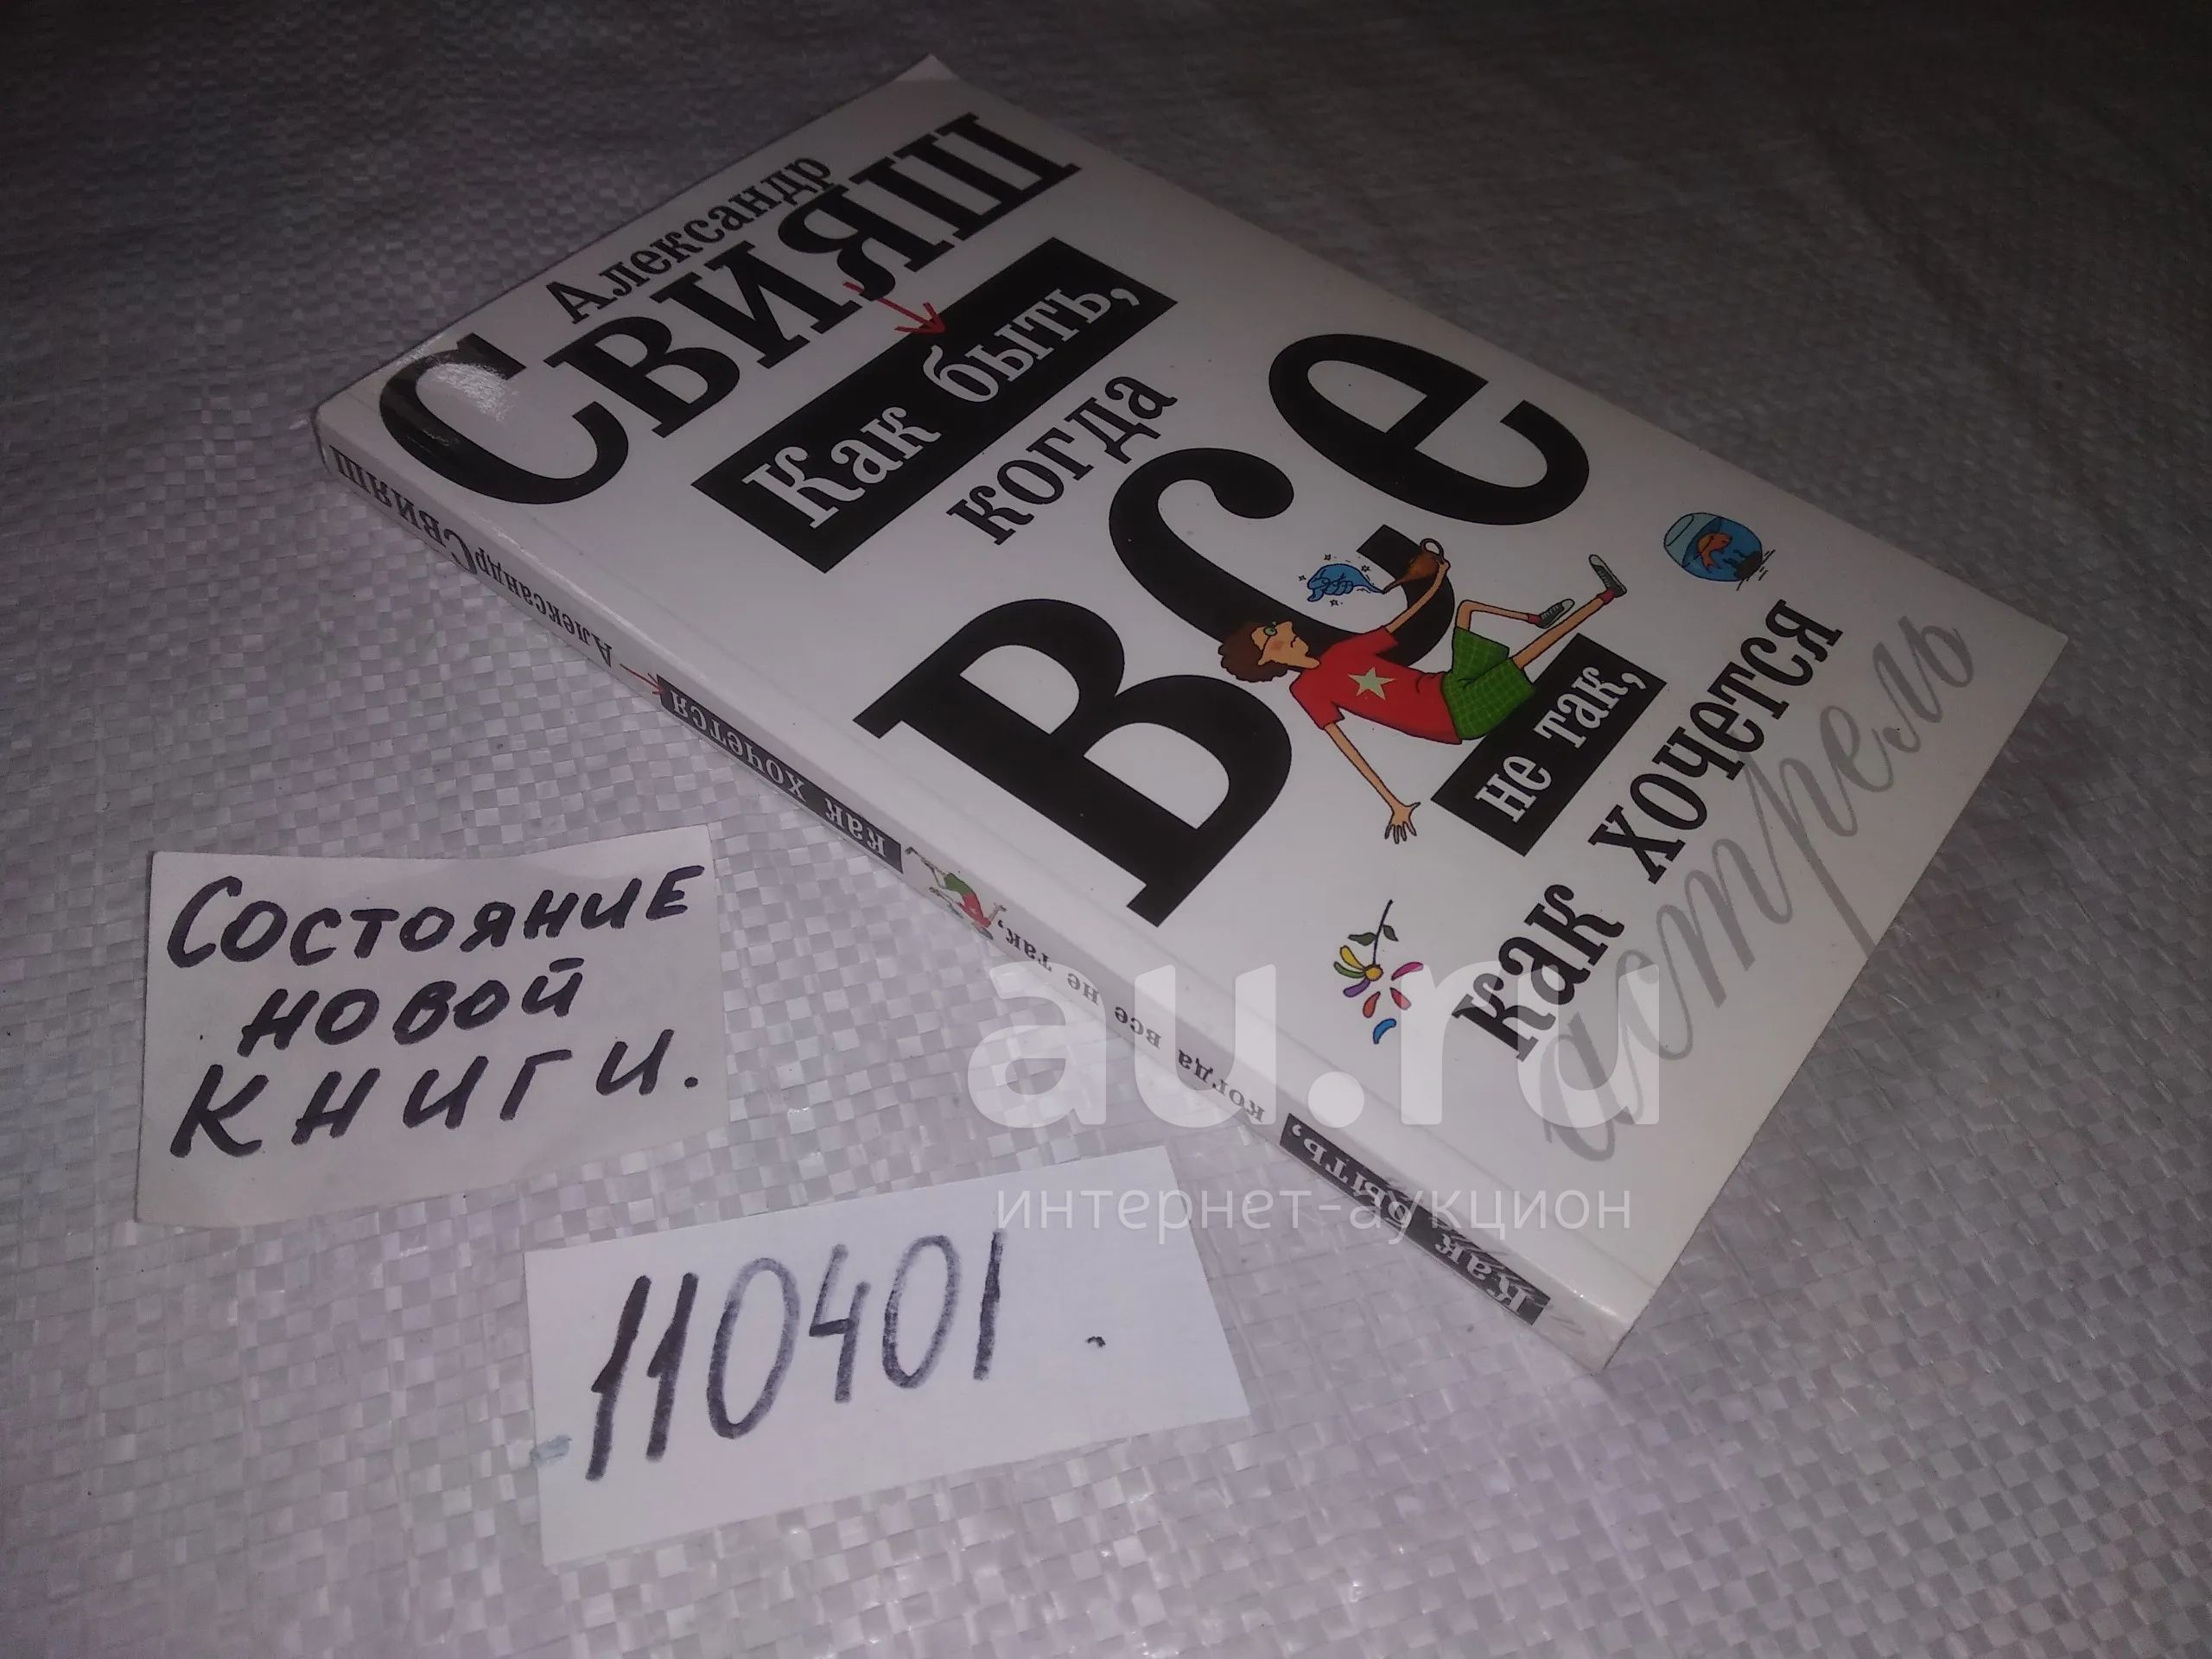 Александр
Свияш
Как быть,
когда
все
не так,
как хочется
астрель
Александр Свияш
Как быть, когда все не так, как хочется
Состояние
новой
книги.
110401
au.ru
интернет-аукцион